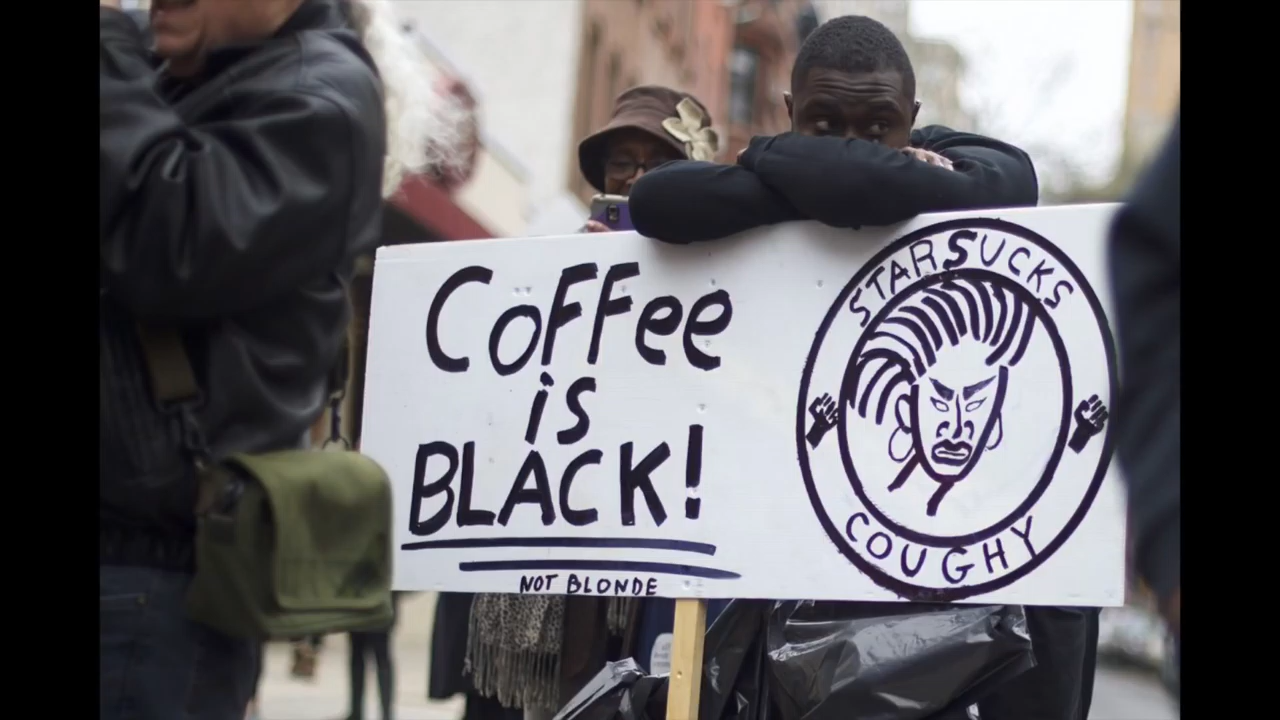 CoFFee
is
BLACK!
NOT BLONDE
STARSUCKS
COUGHY